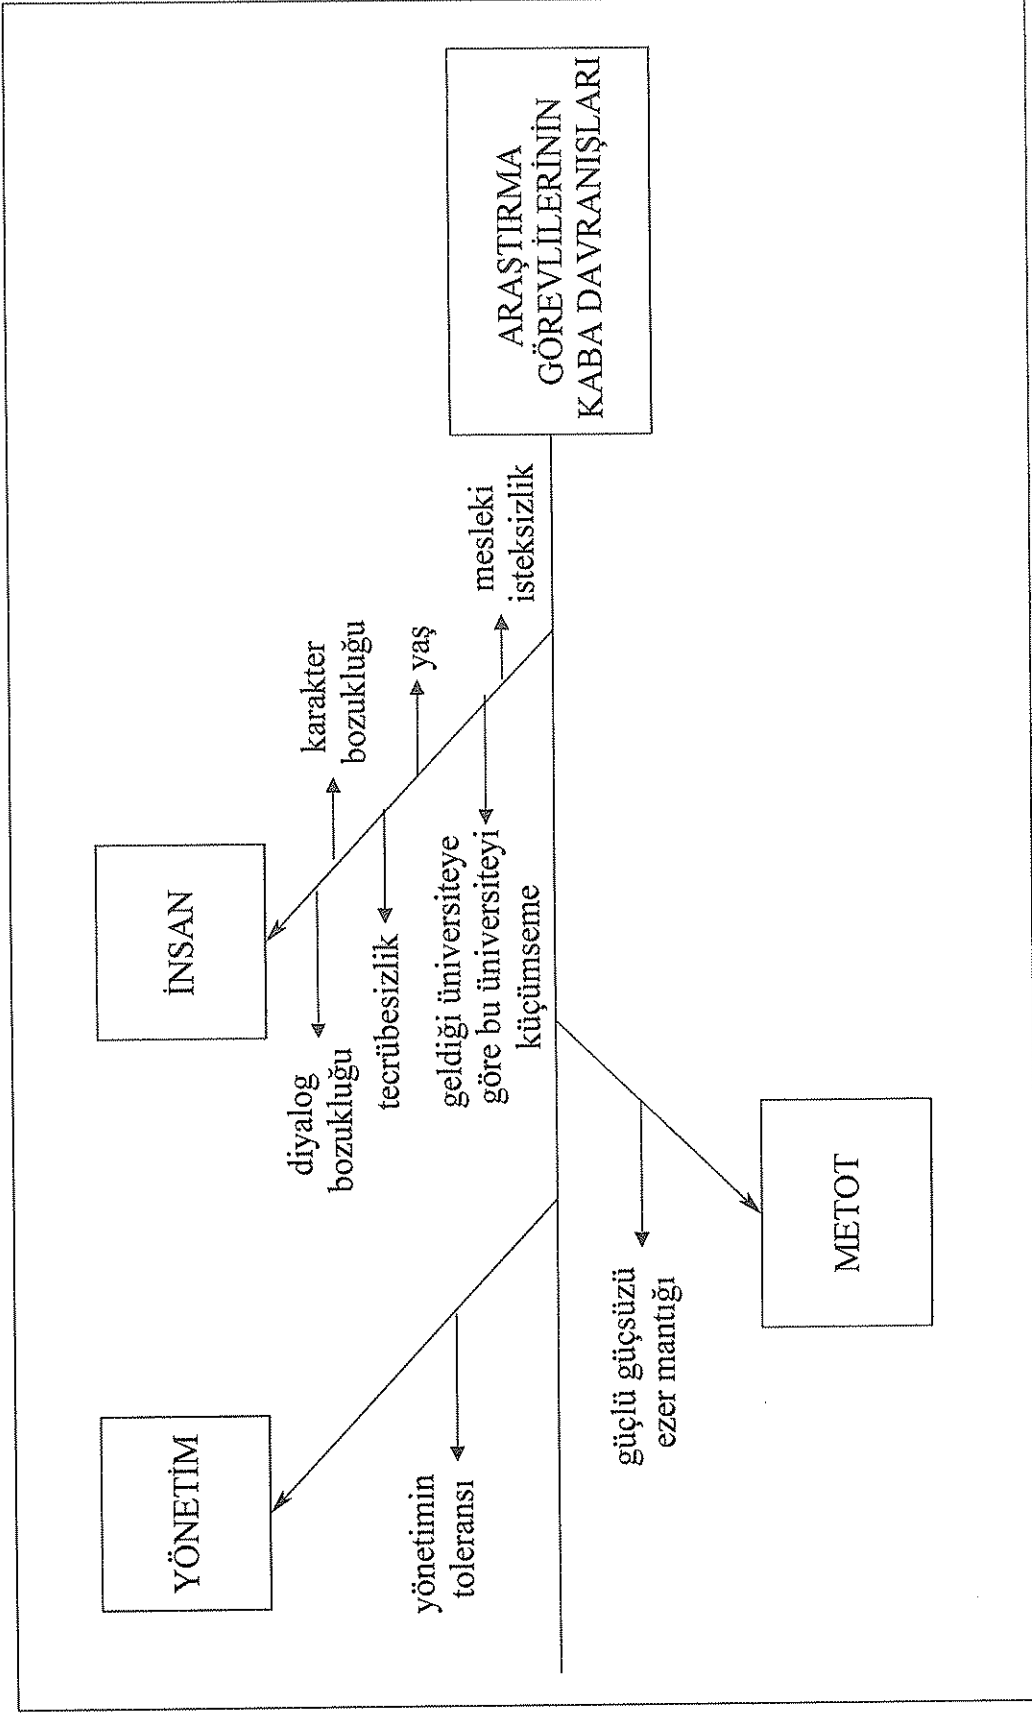 YÖNETİM
İNSAN
diyalog
bozukluğu
karakter
bozukluğu
tecrübesizlik
yaş
geldiği üniversiteye
göre bu üniversiteyi
küçümseme
mesleki
isteksizlik
yönetimin
toleransı
ARAŞTIRMA
GÖREVLİLERİNİN
KABA DAVRANIŞLARI
güçlü güçsüzü
ezer mantığı
METOT